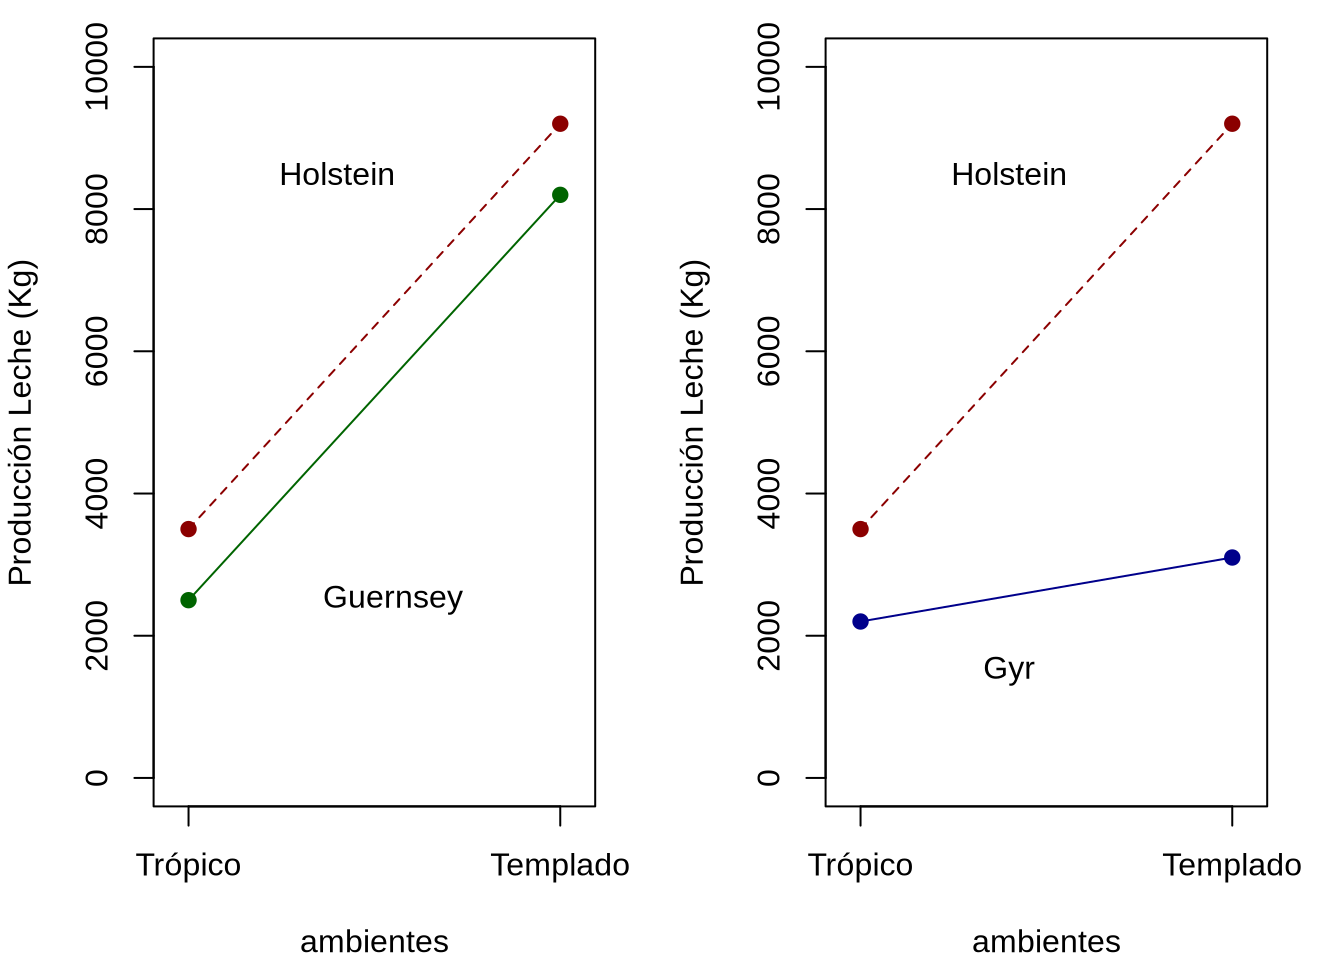 Producción Leche (Kg)
10000
8000
6000
4000
2000
0
Holstein
Guernsey
Trópico
Templado
ambientes
Producción Leche (Kg)
10000
8000
6000
4000
2000
0
Holstein
Gyr
Trópico
Templado
ambientes